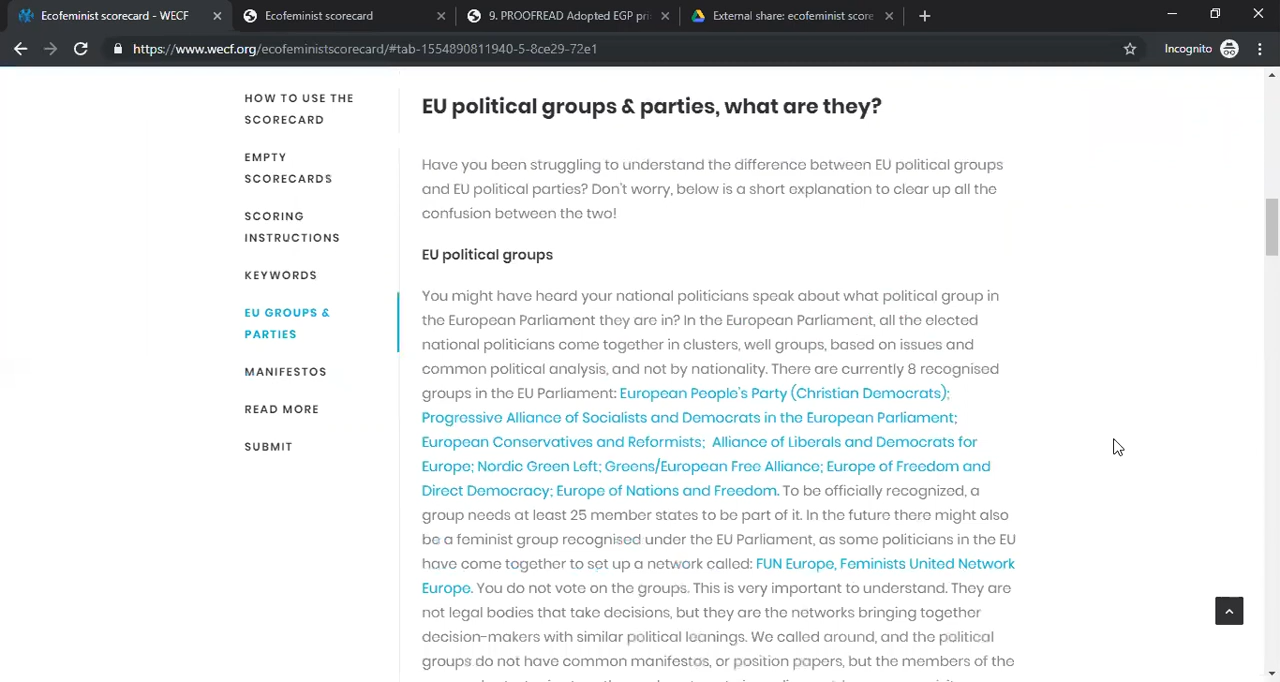 Ecofeminist scorecard - WECF
Ecofeminist scorecard
9. PROOFREAD Adopted EGP pri
External share: ecofeminist score
https://www.wecf.org/ecofeministscorecard/#tab-1554890811940-5-8ce29-72e1
Incognito
HOW TO USE THE
SCORECARD
EMPTY
SCORECARDS
SCORING
INSTRUCTIONS
KEYWORDS
EU GROUPS &
PARTIES
MANIFESTOS
READ MORE
SUBMIT
EU political groups & parties, what are they?
Have you been struggling to understand the difference between EU political groups
and EU political parties? Don't worry, below is a short explanation to clear up all the
confusion between the two!
EU political groups
You might have heard your national politicians speak about what political group in
the European Parliament they are in? In the European Parliament, all the elected
national politicians come together in clusters, well groups, based on issues and
common political analysis, and not by nationality. There are currently 8 recognised
groups in the EU Parliament: European People's Party (Christian Democrats);
Progressive Alliance of Socialists and Democrats in the European Parliament;
European Conservatives and Reformists; Alliance of Liberals and Democrats for
Europe; Nordic Green Left; Greens/European Free Alliance; Europe of Freedom and
Direct Democracy; Europe of Nations and Freedom. To be officially recognized, a
group needs at least 25 member states to be part of it. In the future there might also
be a feminist group recognised under the EU Parliament, as some politicians in the EU
have come together to set up a network called: FUN Europe, Feminists United Network
Europe. You do not vote on the groups. This is very important to understand. They are
not legal bodies that take decisions, but they are the networks bringing together
decision-makers with similar political leanings. We called around, and the political
groups do not have common manifestos, or position papers, but the members of the